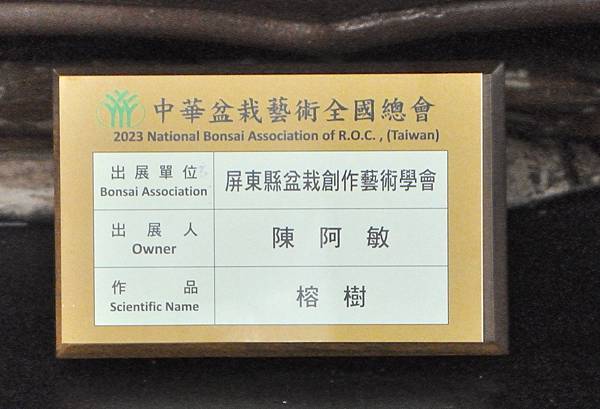 中華盆栽藝術全國總會
2023 National Bonsai Association of R.O.C. , (Taiwan)
出展單位 屏東縣盆栽創作藝術學會
Bonsai Association
出展人 陳阿敏
Owner
作品 榕樹
Scientific Name